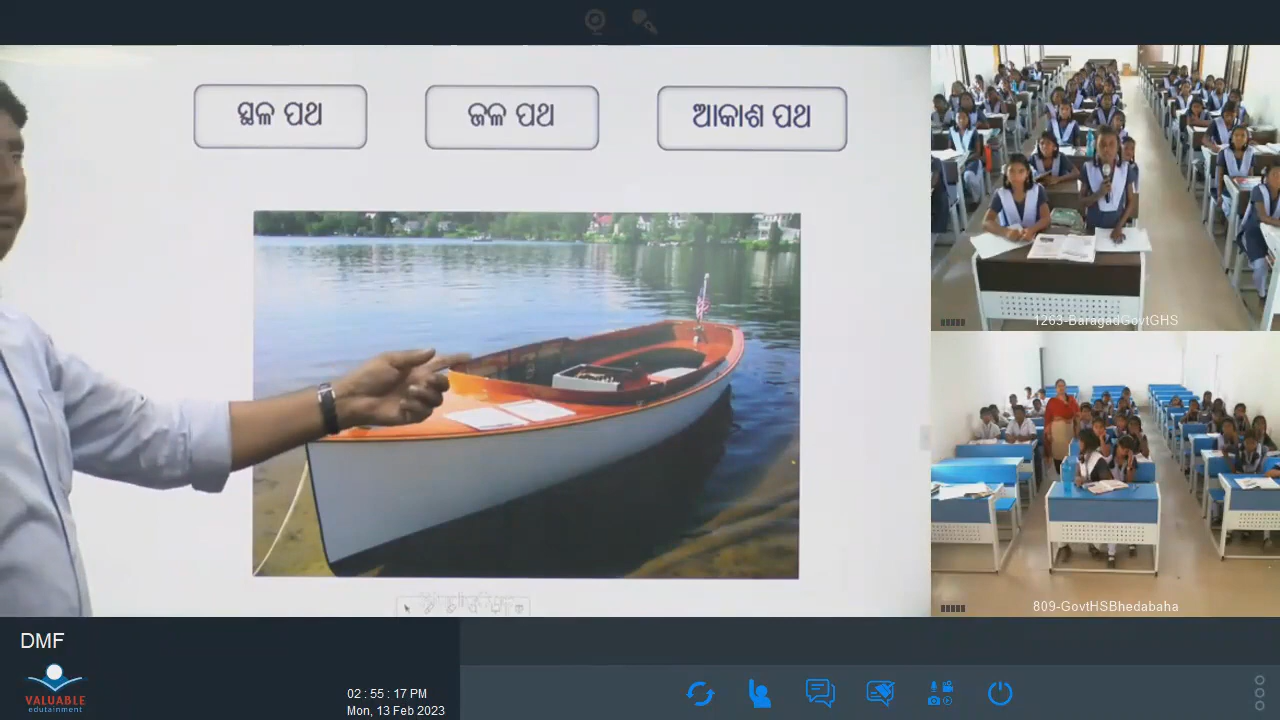 ସ୍ଥଳ ପଥ
ଜଳ ପଥ
ଆକାଶ ପଥ
1263-BaragadGovtGHS
809-GovtHSBhedabaha
DMF
VALUABLE
edutainment
02 : 55 : 17 PM
Mon, 13 Feb 2023